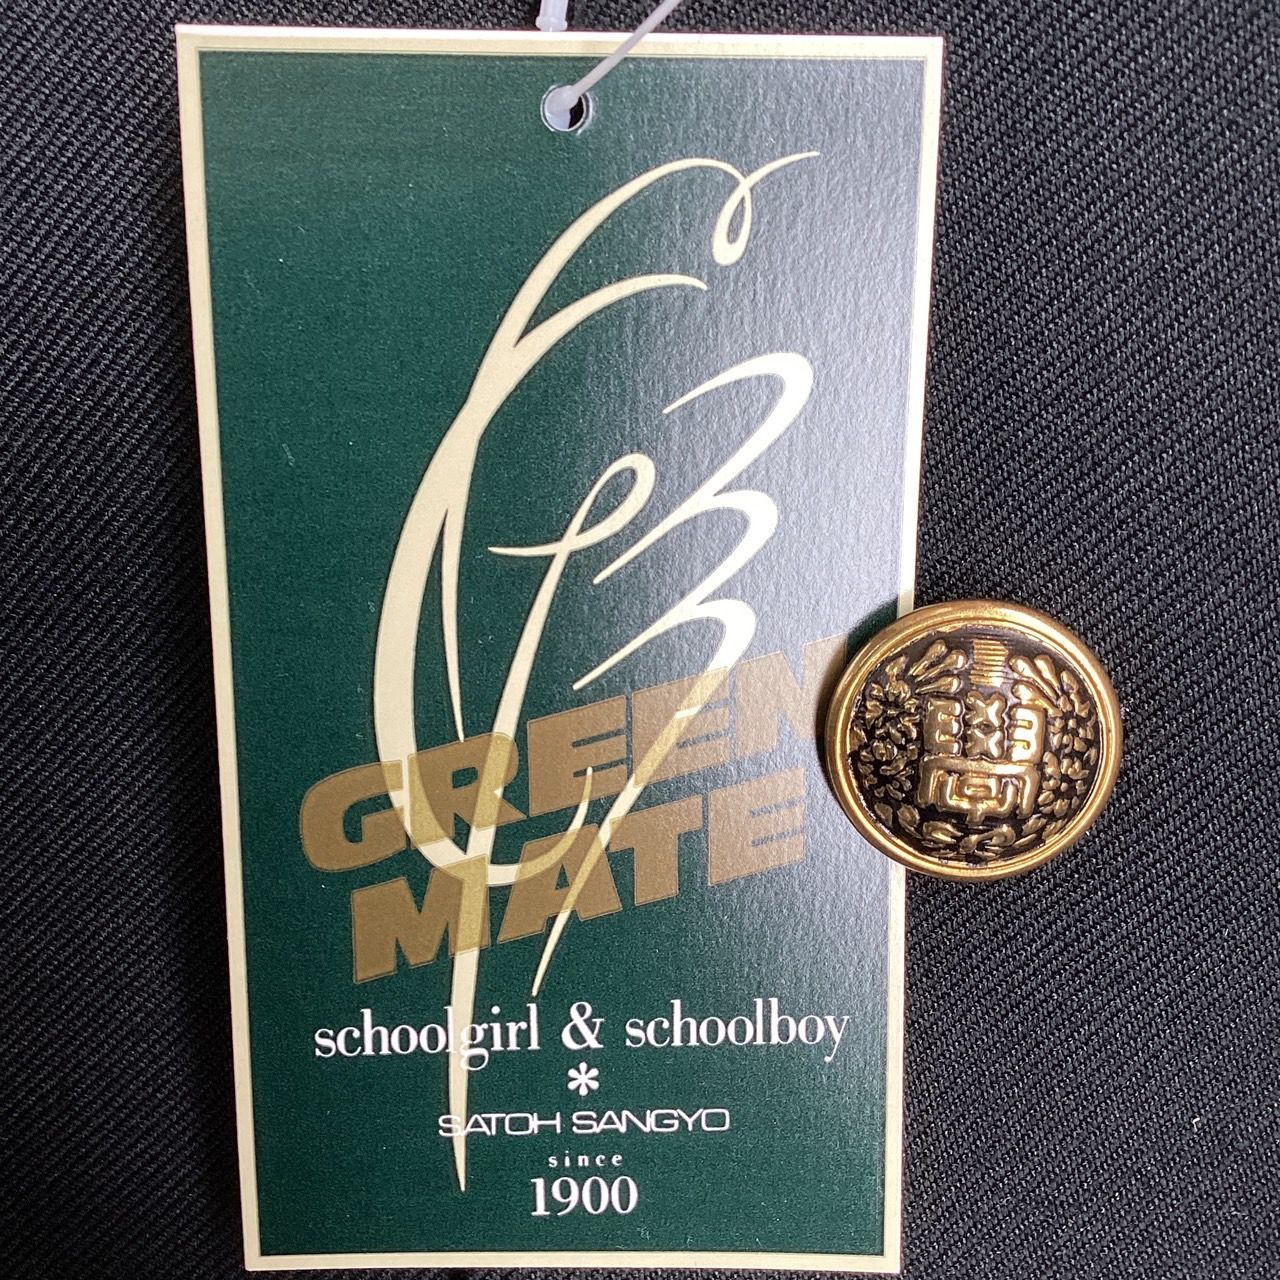 GREEN
MATE
schoolgirl & schoolboy
*
SATOH SANGYO
since
1900